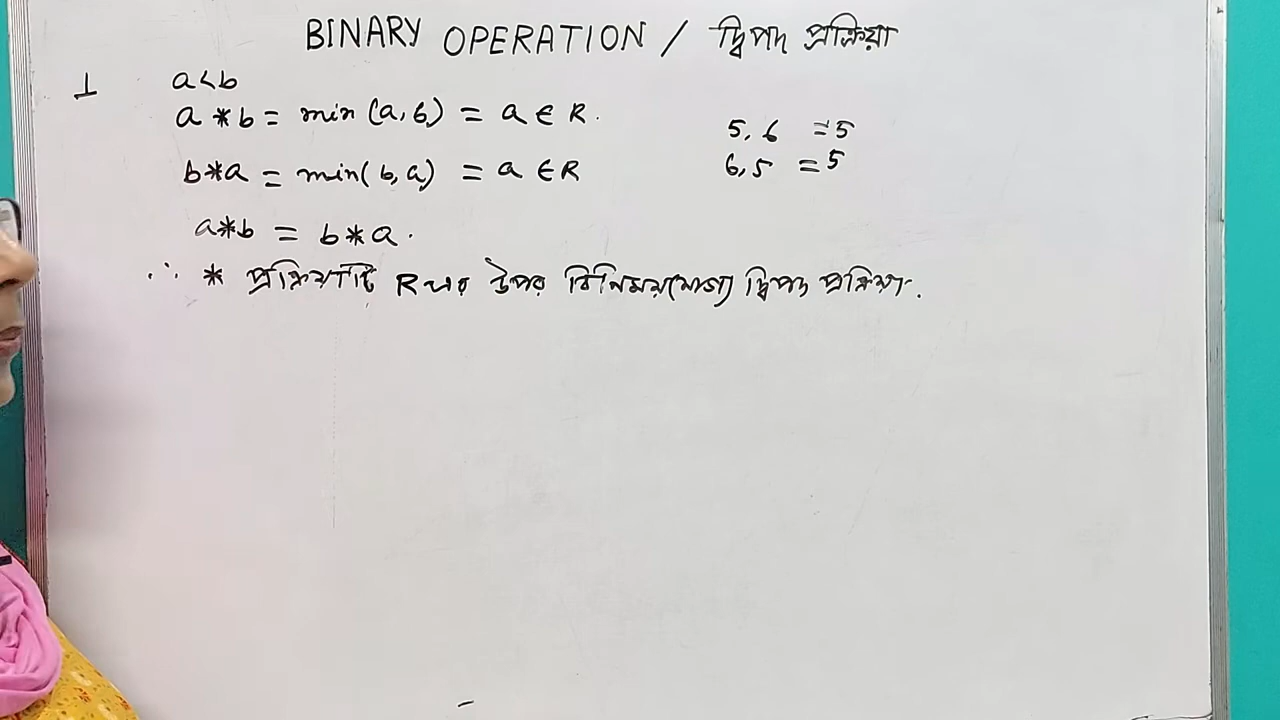 BINARY OPERATION / দ্বিপদ প্রক্রিয়া
1 a<b
a * b = min (a, b) = a ∈ R.
5, 6 = 5
b*a = min( b, a) = a ∈ R
6, 5 = 5
a*b = b*a.
∴ * প্রক্রিয়াটি R এর উপর বিনিময়যোগ্য দ্বিপদ প্রক্রিয়া.